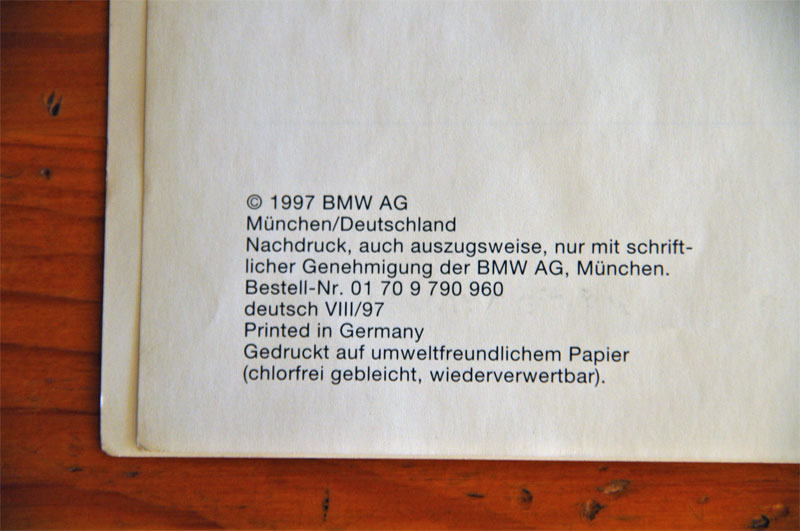 © 1997 BMW AG
München/Deutschland
Nachdruck, auch auszugsweise, nur mit schrift-
licher Genehmigung der BMW AG, München.
Bestell-Nr. 01 70 9 790 960
deutsch VIII/97
Printed in Germany
Gedruckt auf umweltfreundlichem Papier
(chlorfrei gebleicht, wiederverwertbar).